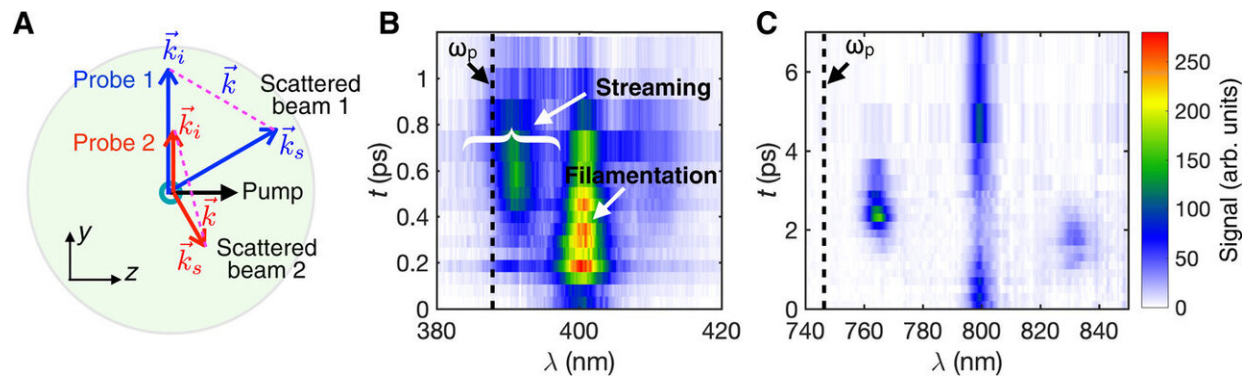 A
k⃗ᵢ
Probe 1
k⃗
Scattered
beam 1
Probe 2
k⃗ᵢ
k⃗ₛ
Pump
k⃗
k⃗ₛ
Scattered
beam 2
y
z
B
ωₚ
Streaming
Filamentation
t (ps)
1
0.8
0.6
0.4
0.2
0
380
400
420
λ (nm)
C
ωₚ
t (ps)
6
4
2
0
740
760
780
800
820
840
λ (nm)
250
200
150
100
50
0
Signal (arb. units)